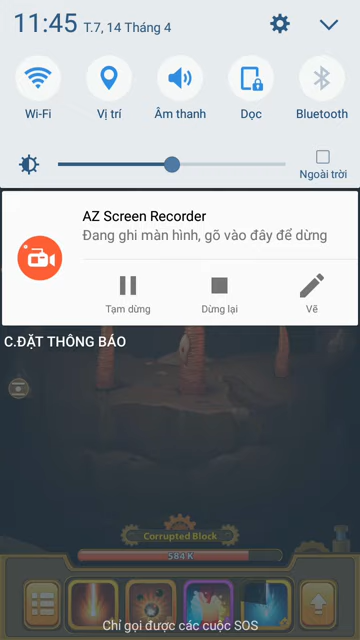 11:45 T.7, 14 Tháng 4
Wi-Fi Vị trí Âm thanh Dọc Bluetooth
Ngoài trời
AZ Screen Recorder
Đang ghi màn hình, gõ vào đây để dừng
Tạm dừng Dừng lại Vẽ
C.ĐẶT THÔNG BÁO
Corrupted Block
584 K
Chỉ gọi được các cuộc SOS